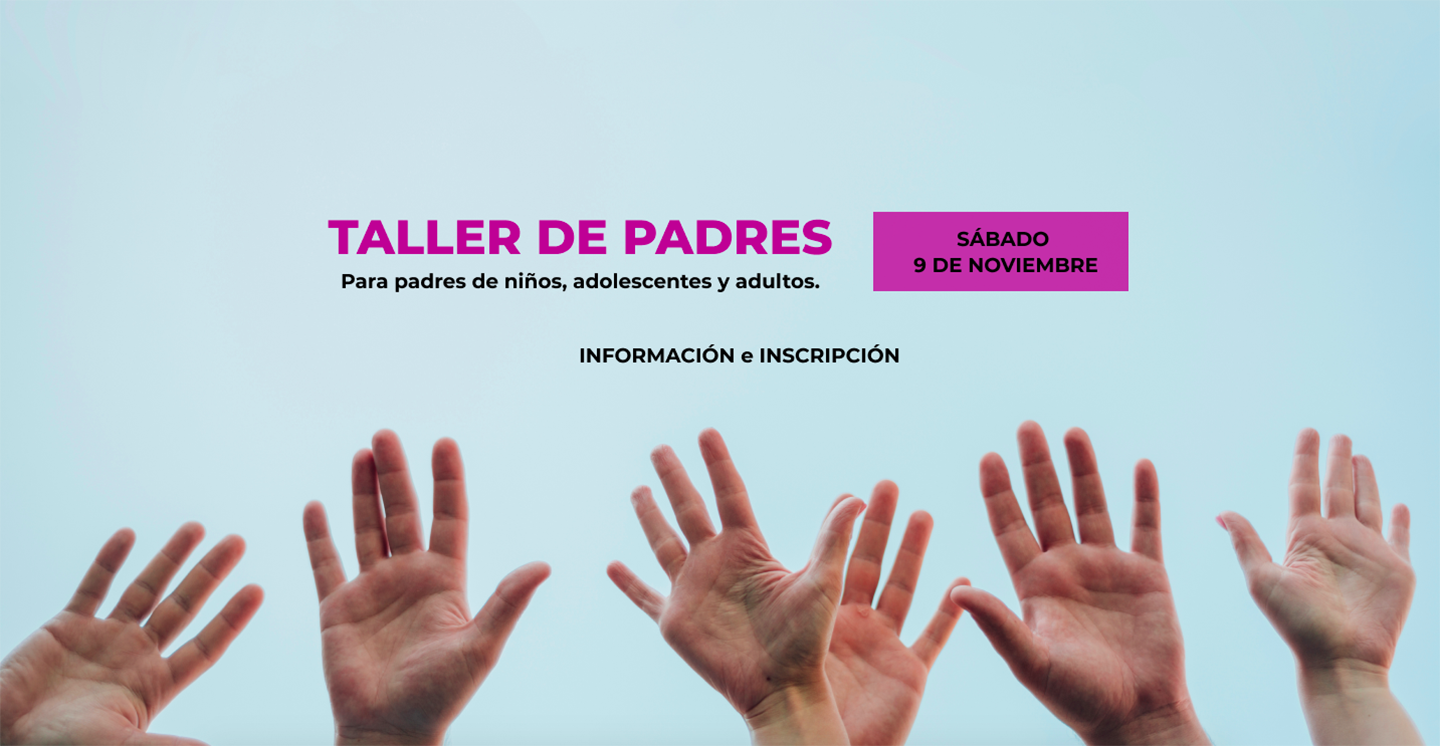 TALLER DE PADRES
Para padres de niños, adolescentes y adultos.
SÁBADO
9 DE NOVIEMBRE
INFORMACIÓN e INSCRIPCIÓN